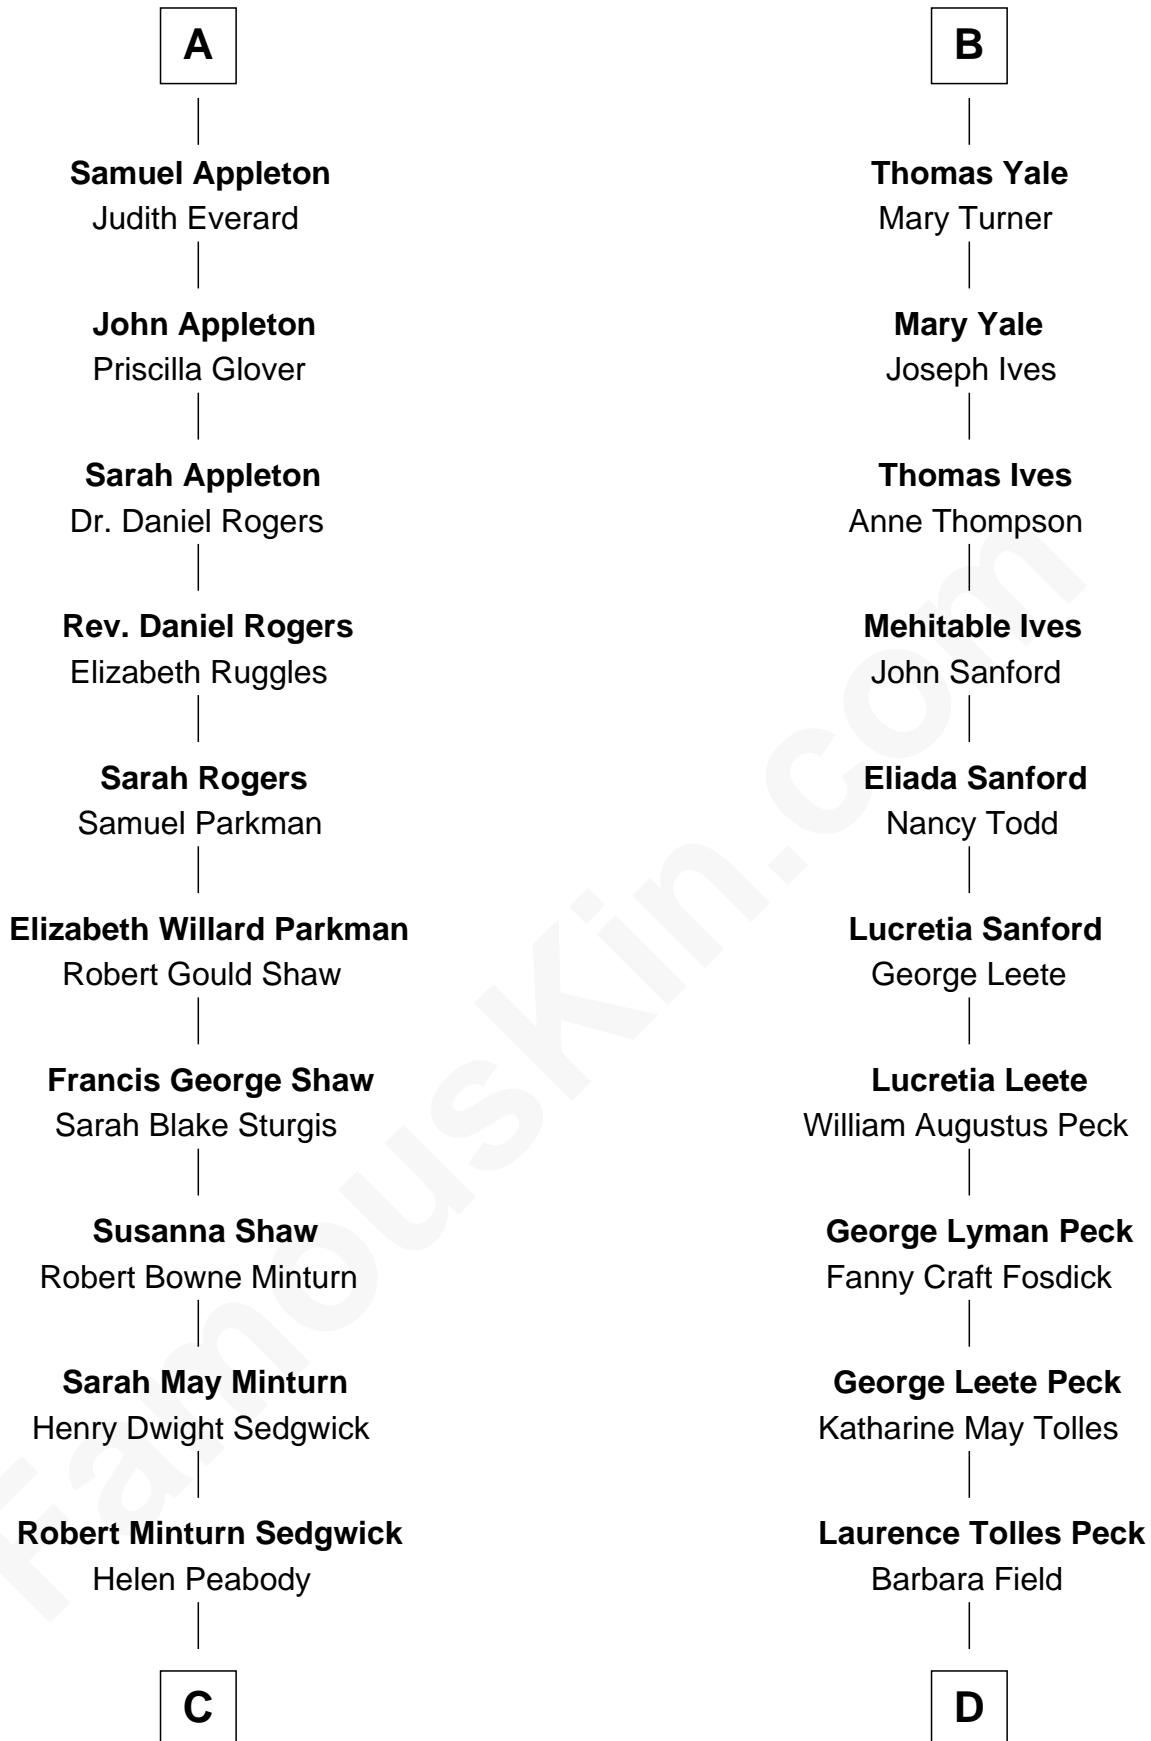 A
Samuel Appleton
Judith Everard
John Appleton
Priscilla Glover
Sarah Appleton
Dr. Daniel Rogers
Rev. Daniel Rogers
Elizabeth Ruggles
Sarah Rogers
Samuel Parkman
Elizabeth Willard Parkman
Robert Gould Shaw
Francis George Shaw
Sarah Blake Sturgis
Susanna Shaw
Robert Bowne Minturn
Sarah May Minturn
Henry Dwight Sedgwick
Robert Minturn Sedgwick
Helen Peabody
C
B
Thomas Yale
Mary Turner
Mary Yale
Joseph Ives
Thomas Ives
Anne Thompson
Mehitable Ives
John Sanford
Eliada Sanford
Nancy Todd
Lucretia Sanford
George Leete
Lucretia Leete
William Augustus Peck
George Lyman Peck
Fanny Craft Fosdick
George Leete Peck
Katharine May Tolles
Laurence Tolles Peck
Barbara Field
D
FamousKin.com